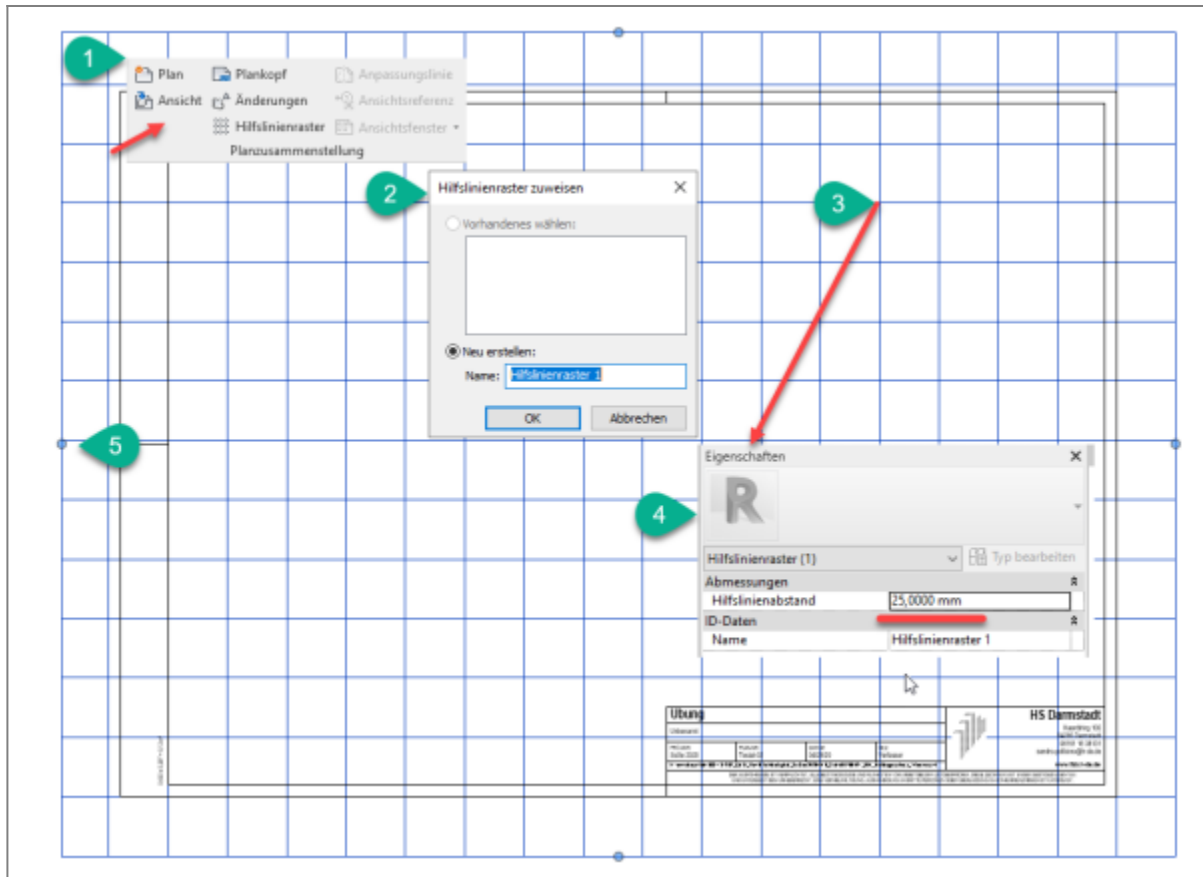 1
Plan Plankopf Anpassungslinie
Ansicht Änderungen Ansichtsreferenz
Hilfslinienraster Ansichtsfenster
Planzusammenstellung
2
Hilfslinienraster zuweisen
Vorhandenes wählen:
Neu erstellen:
Name: Hilfslinienraster 1
OK Abbrechen
3
5
Eigenschaften
4
R
Hilfslinienraster (1) Typ bearbeiten
Abmessungen
Hilfslinienabstand 25,0000 mm
ID-Daten
Name Hilfslinienraster 1
Übung HS Darmstadt